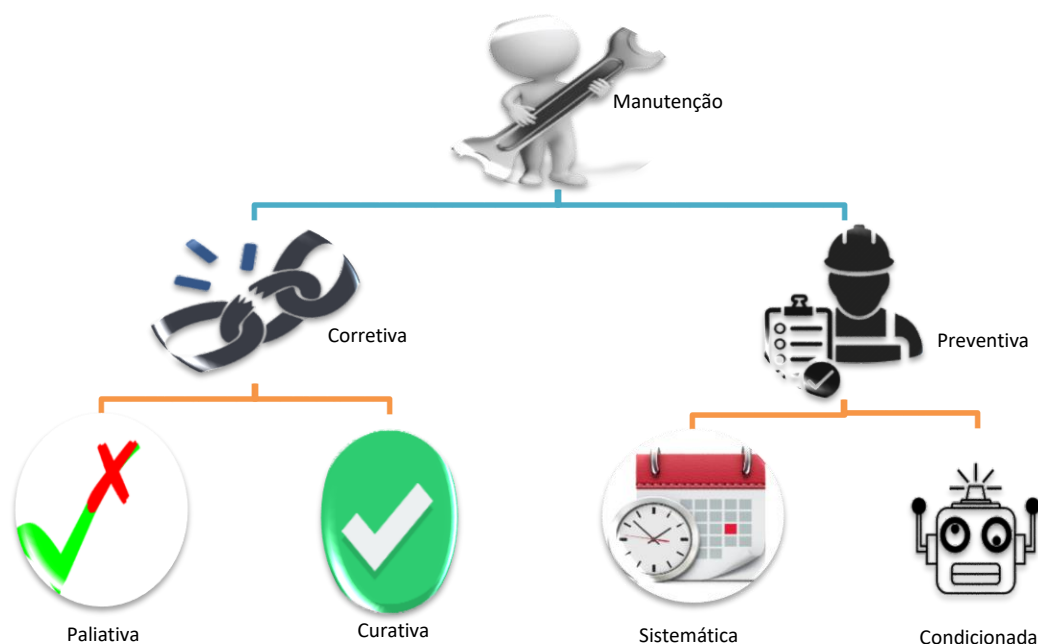 Manutenção
Corretiva
Preventiva
Paliativa
Curativa
Sistemática
Condicionada